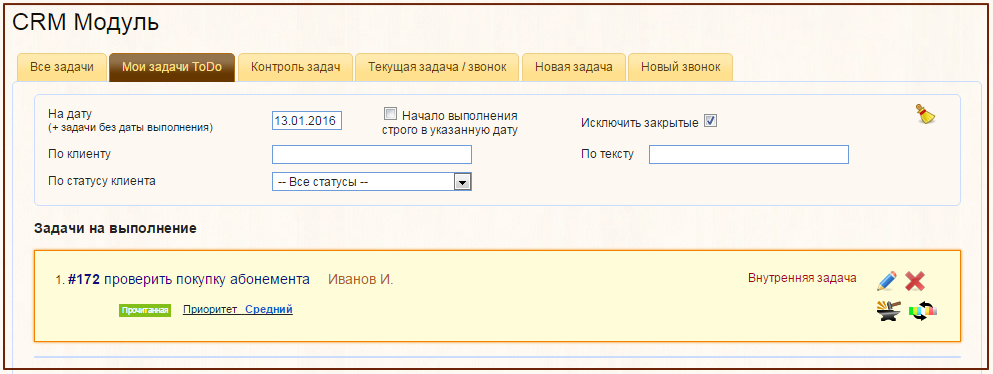 CRM Модуль
Все задачи
Мои задачи ToDo
Контроль задач
Текущая задача / звонок
Новая задача
Новый звонок
На дату
(+ задачи без даты выполнения)
13.01.2016
Начало выполнения
строго в указанную дату
Исключить закрытые
По клиенту
По тексту
По статусу клиента
-- Все статусы --
Задачи на выполнение
1. #172 проверить покупку абонемента Иванов И.
Внутренняя задача
Прочитанная
Приоритет Средний